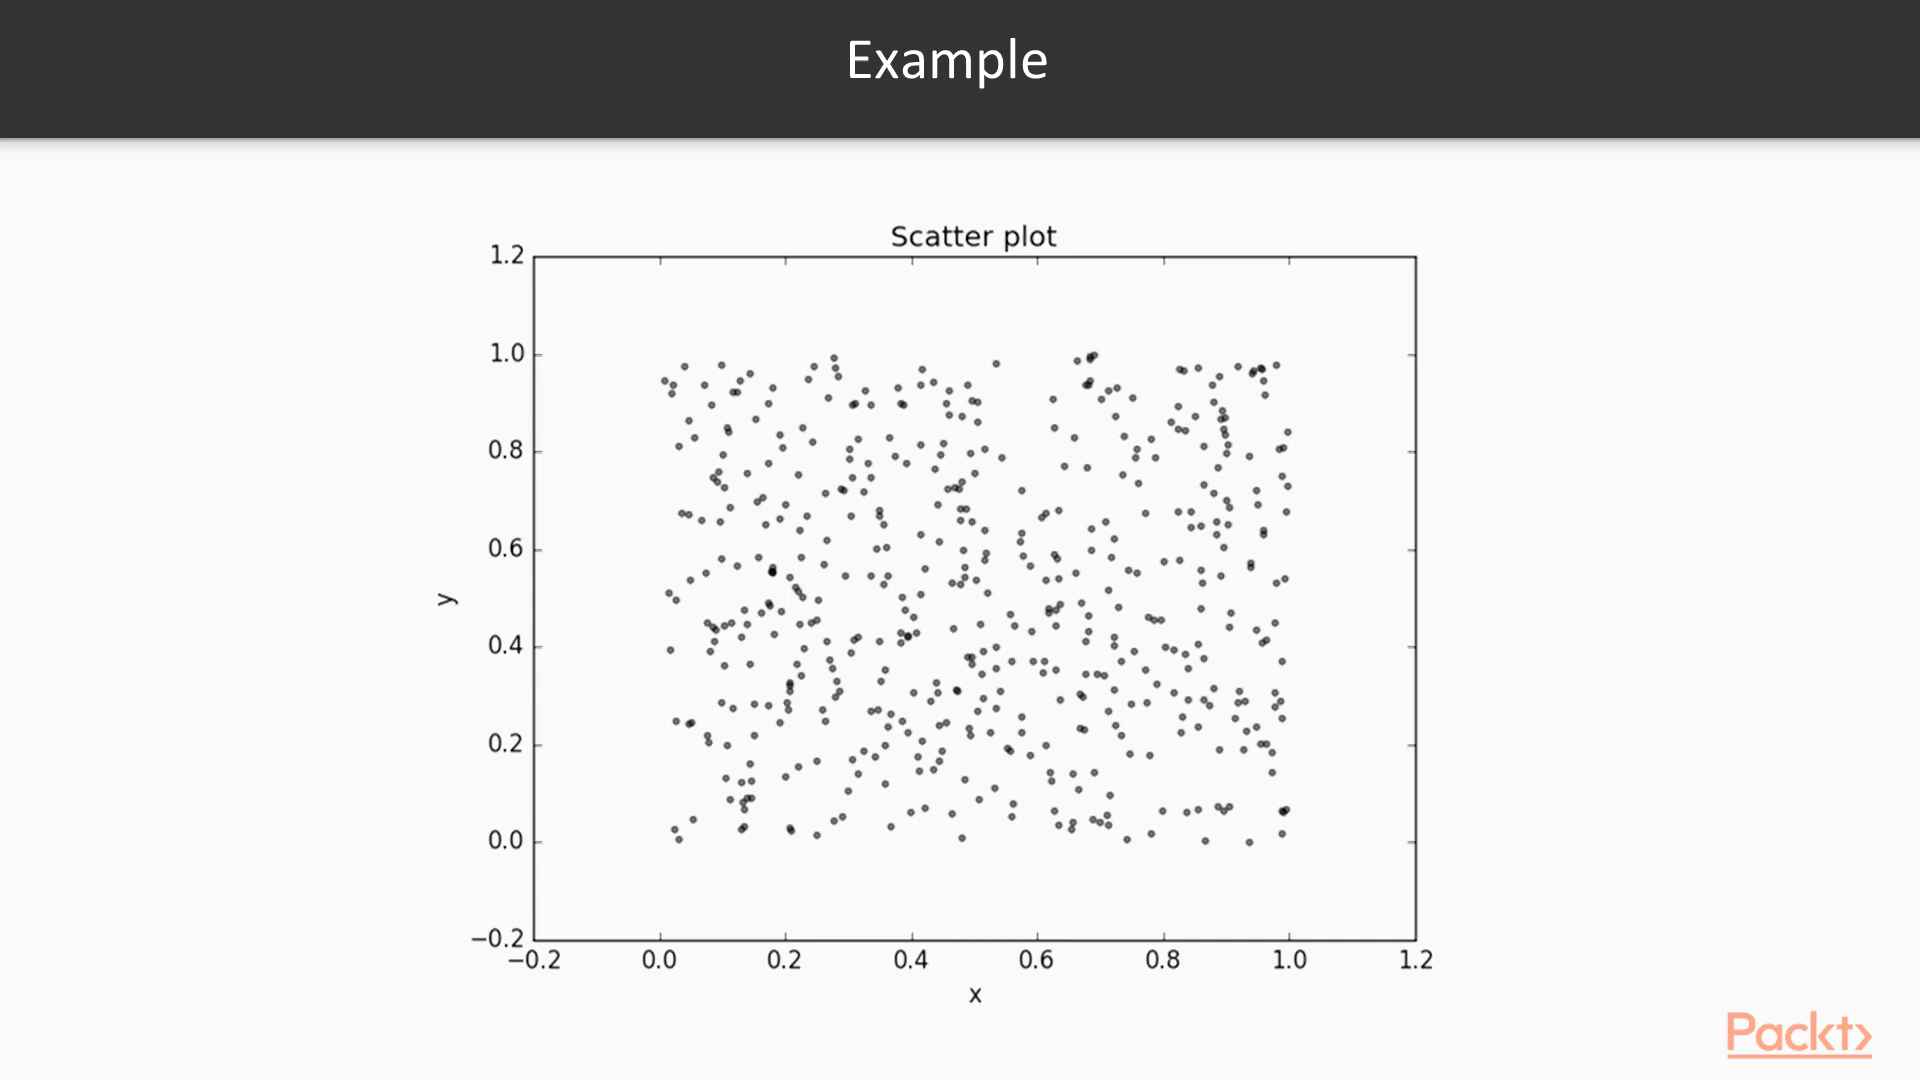 Example
Scatter plot
1.2
1.0
0.8
0.6
0.4
0.2
0.0
−0.2
y
−0.2 0.0 0.2 0.4 0.6 0.8 1.0 1.2
x
Packt>